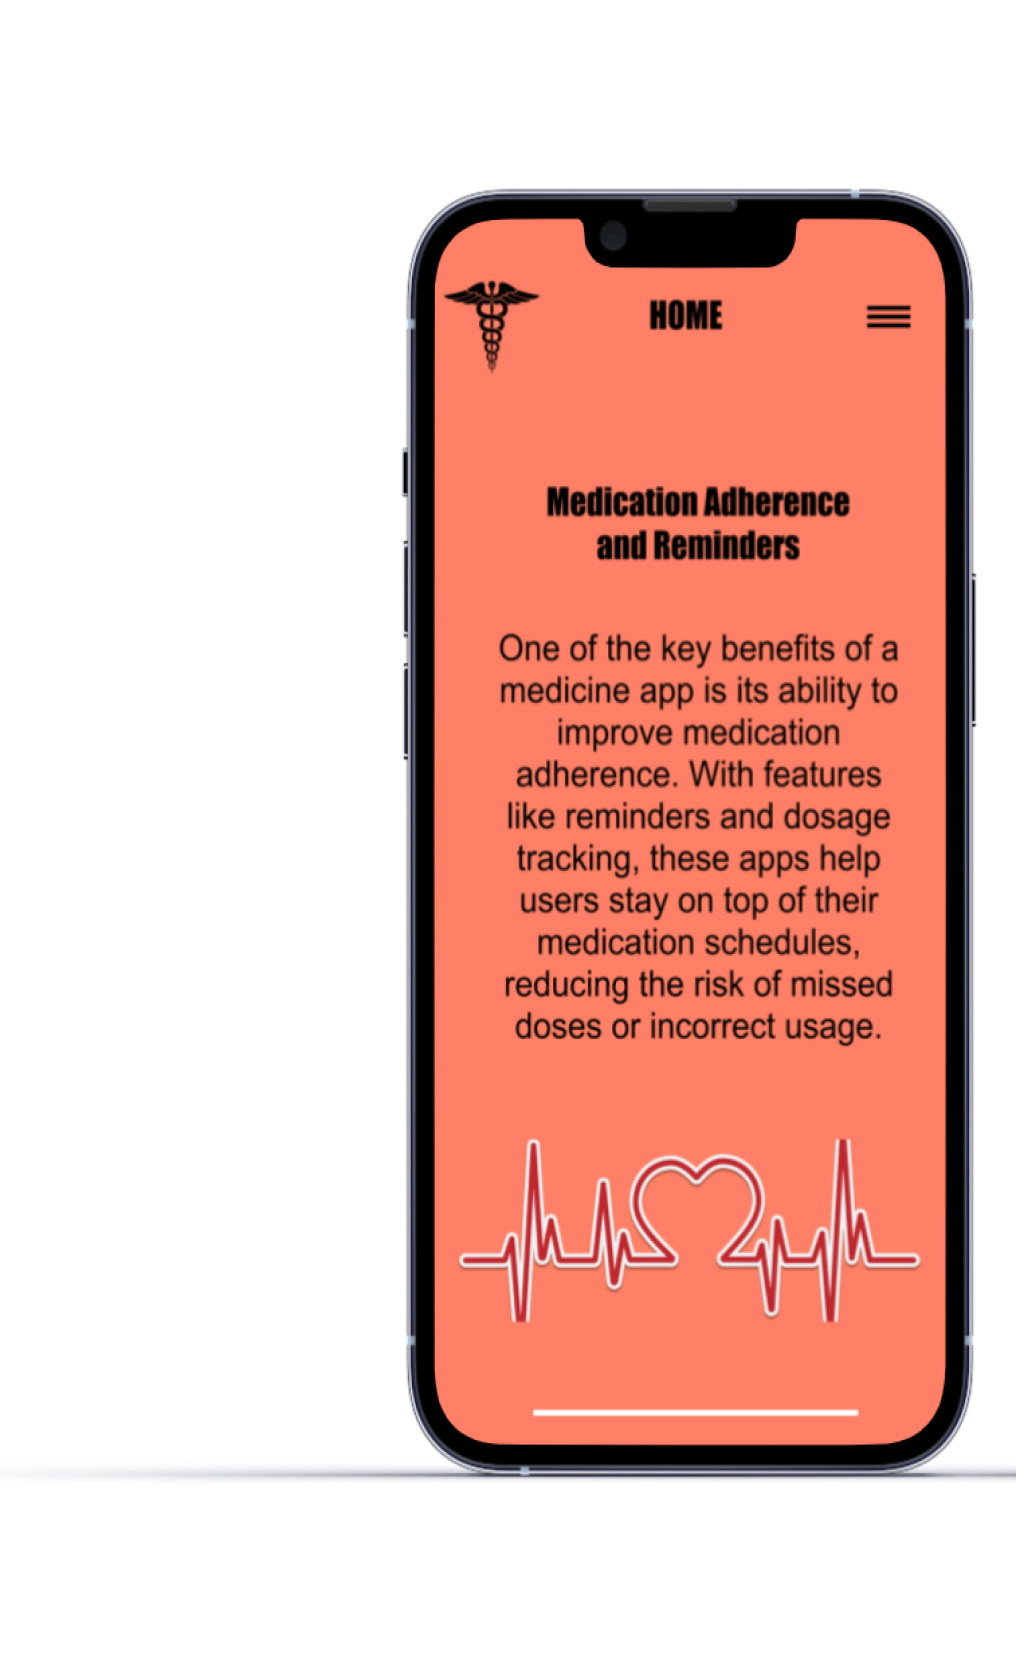 HOME
Medication Adherence
and Reminders
One of the key benefits of a
medicine app is its ability to
improve medication
adherence. With features
like reminders and dosage
tracking, these apps help
users stay on top of their
medication schedules,
reducing the risk of missed
doses or incorrect usage.